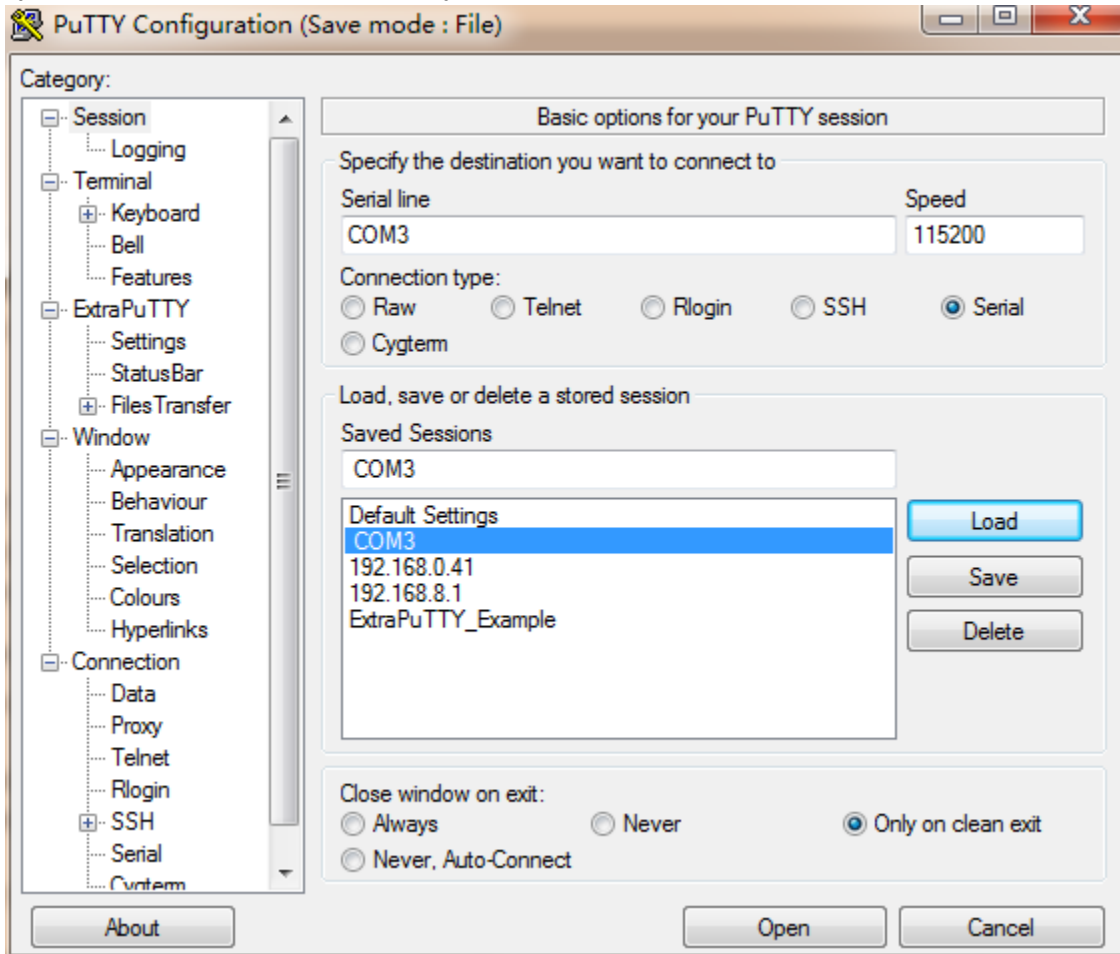 PuTTY Configuration (Save mode : File)
Category:
Session
Logging
Terminal
Keyboard
Bell
Features
ExtraPuTTY
Settings
StatusBar
FilesTransfer
Window
Appearance
Behaviour
Translation
Selection
Colours
Hyperlinks
Connection
Data
Proxy
Telnet
Rlogin
SSH
Serial
Cygterm
Basic options for your PuTTY session
Specify the destination you want to connect to
Serial line Speed
COM3 115200
Connection type:
Raw Telnet Rlogin SSH Serial
Cygterm
Load, save or delete a stored session
Saved Sessions
COM3
Default Settings
COM3
192.168.0.41
192.168.8.1
ExtraPuTTY_Example
Load
Save
Delete
Close window on exit:
Always Never Only on clean exit
Never, Auto-Connect
About Open Cancel